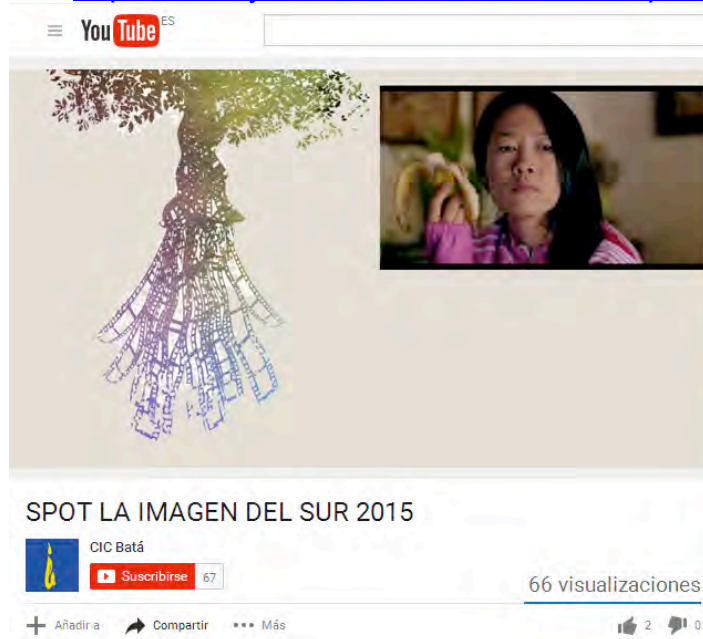 YouTube ES
SPOT LA IMAGEN DEL SUR 2015
CIC Batá
Suscribirse 67
66 visualizaciones
Añadir a Compartir Más 2 0